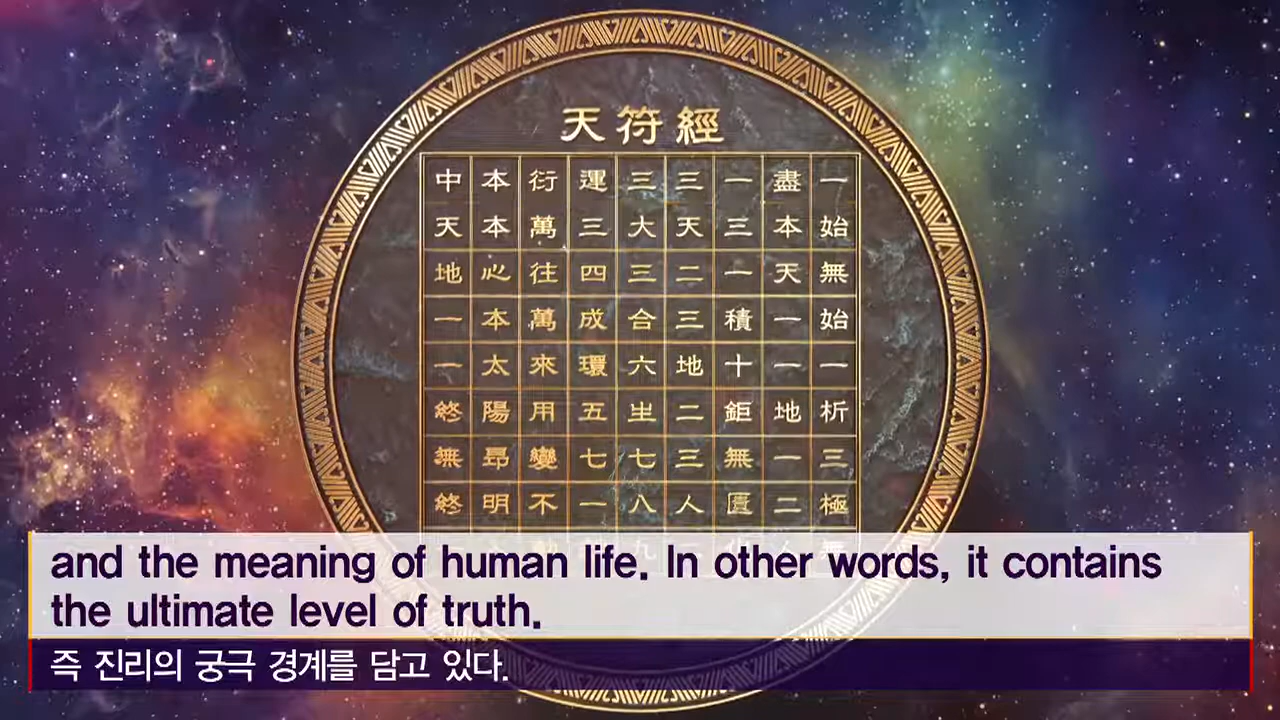 天符經
一始無始一析三極無
盡本天一一地一二
一三一積十鉅無匱
三天二三地二三人
三大三合六生七八九
運三四成環五七一
衍萬往萬來用變不
本本心本太陽昻明
中天地一一終無終
and the meaning of human life. In other words, it contains
the ultimate level of truth.
즉 진리의 궁극 경계를 담고 있다.